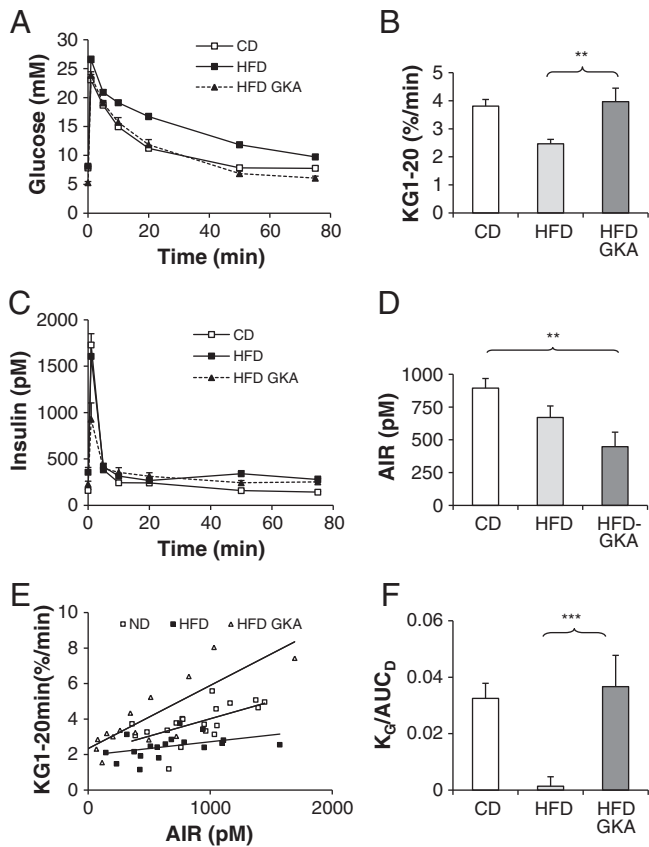 A
Glucose (mM)
30
25
20
15
10
5
0
0 20 40 60 80
Time (min)
CD
HFD
HFD GKA
B
KG1-20 (%/min)
5
4
3
2
1
0
**
CD HFD HFD
GKA
C
Insulin (pM)
2000
1500
1000
500
0
0 20 40 60 80
Time (min)
CD
HFD
HFD GKA
D
AIR (pM)
1000
750
500
250
0
**
CD HFD HFD-
GKA
E
KG1-20min(%/min)
10
8
6
4
2
0
0 1000 2000
AIR (pM)
ND HFD HFD GKA
F
KG/AUCD
0.06
0.04
0.02
0
***
CD HFD HFD
GKA